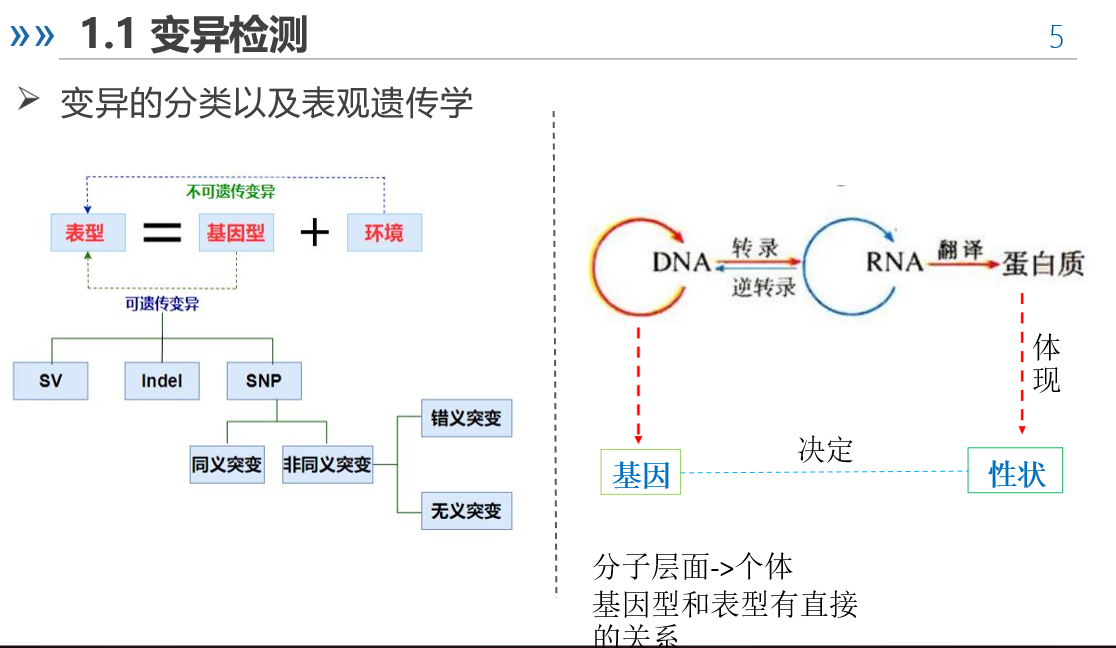 »» 1.1 变异检测
5
➢ 变异的分类以及表观遗传学
不可遗传变异
表型 = 基因型 + 环境
可遗传变异
SV Indel SNP
同义突变 非同义突变
错义突变
无义突变
DNA 转录 逆转录 RNA 翻译 蛋白质
体现
基因 决定 性状
分子层面->个体
基因型和表型有直接
的关系